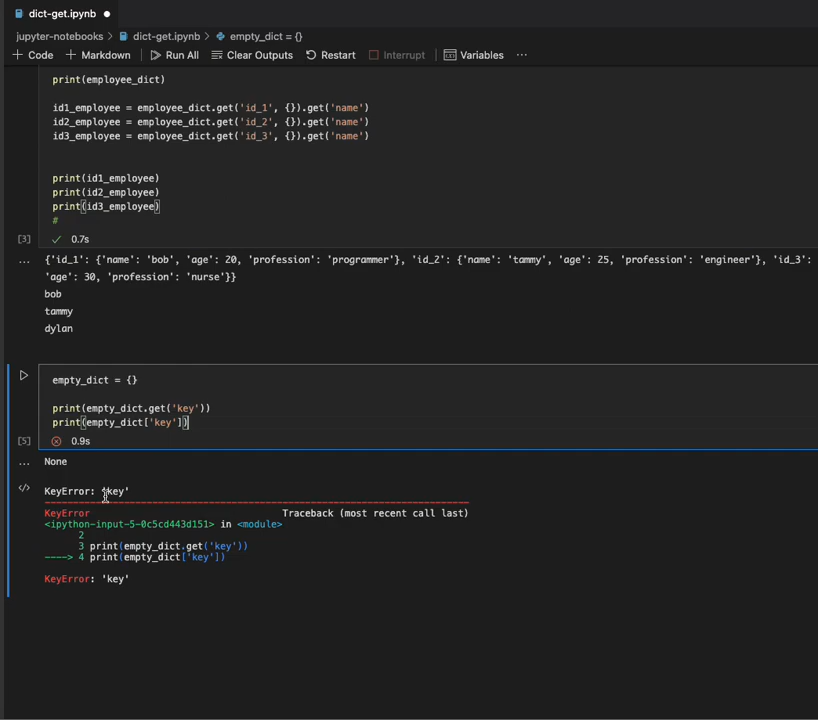 dict-get.ipynb
jupyter-notebooks > dict-get.ipynb > empty_dict = {}
+ Code + Markdown Run All Clear Outputs Restart Interrupt Variables ...
print(employee_dict)
id1_employee = employee_dict.get('id_1', {}).get('name')
id2_employee = employee_dict.get('id_2', {}).get('name')
id3_employee = employee_dict.get('id_3', {}).get('name')
print(id1_employee)
print(id2_employee)
print(id3_employee)
#
[3] ✓ 0.7s
... {'id_1': {'name': 'bob', 'age': 20, 'profession': 'programmer'}, 'id_2': {'name': 'tammy', 'age': 25, 'profession': 'engineer'}, 'id_3':
'age': 30, 'profession': 'nurse'}}
bob
tammy
dylan
empty_dict = {}
print(empty_dict.get('key'))
print(empty_dict['key'])
[5] 0.9s
... None
KeyError: 'key'
---------------------------------------------------------------------------
KeyError Traceback (most recent call last)
<ipython-input-5-0c5cd443d151> in <module>
2
3 print(empty_dict.get('key'))
----> 4 print(empty_dict['key'])
KeyError: 'key'